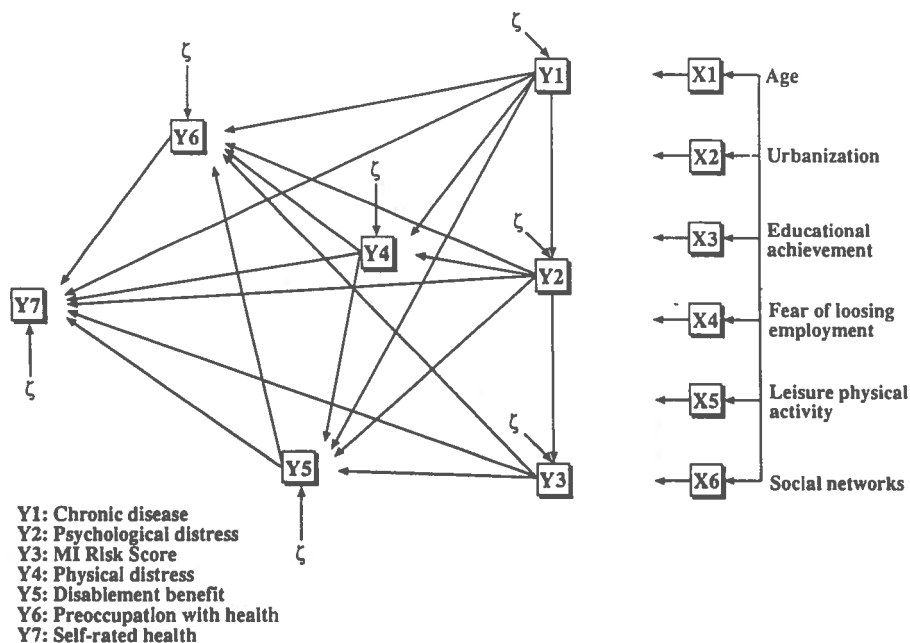 ζ
Y1
X1
Age
ζ
Y6
X2
Urbanization
ζ
Y4
ζ
Y2
X3
Educational
achievement
Y7
ζ
X4
Fear of loosing
employment
X5
Leisure physical
activity
ζ
Y5
ζ
Y3
X6
Social networks
Y1: Chronic disease
Y2: Psychological distress
Y3: MI Risk Score
Y4: Physical distress
Y5: Disablement benefit
Y6: Preoccupation with health
Y7: Self-rated health